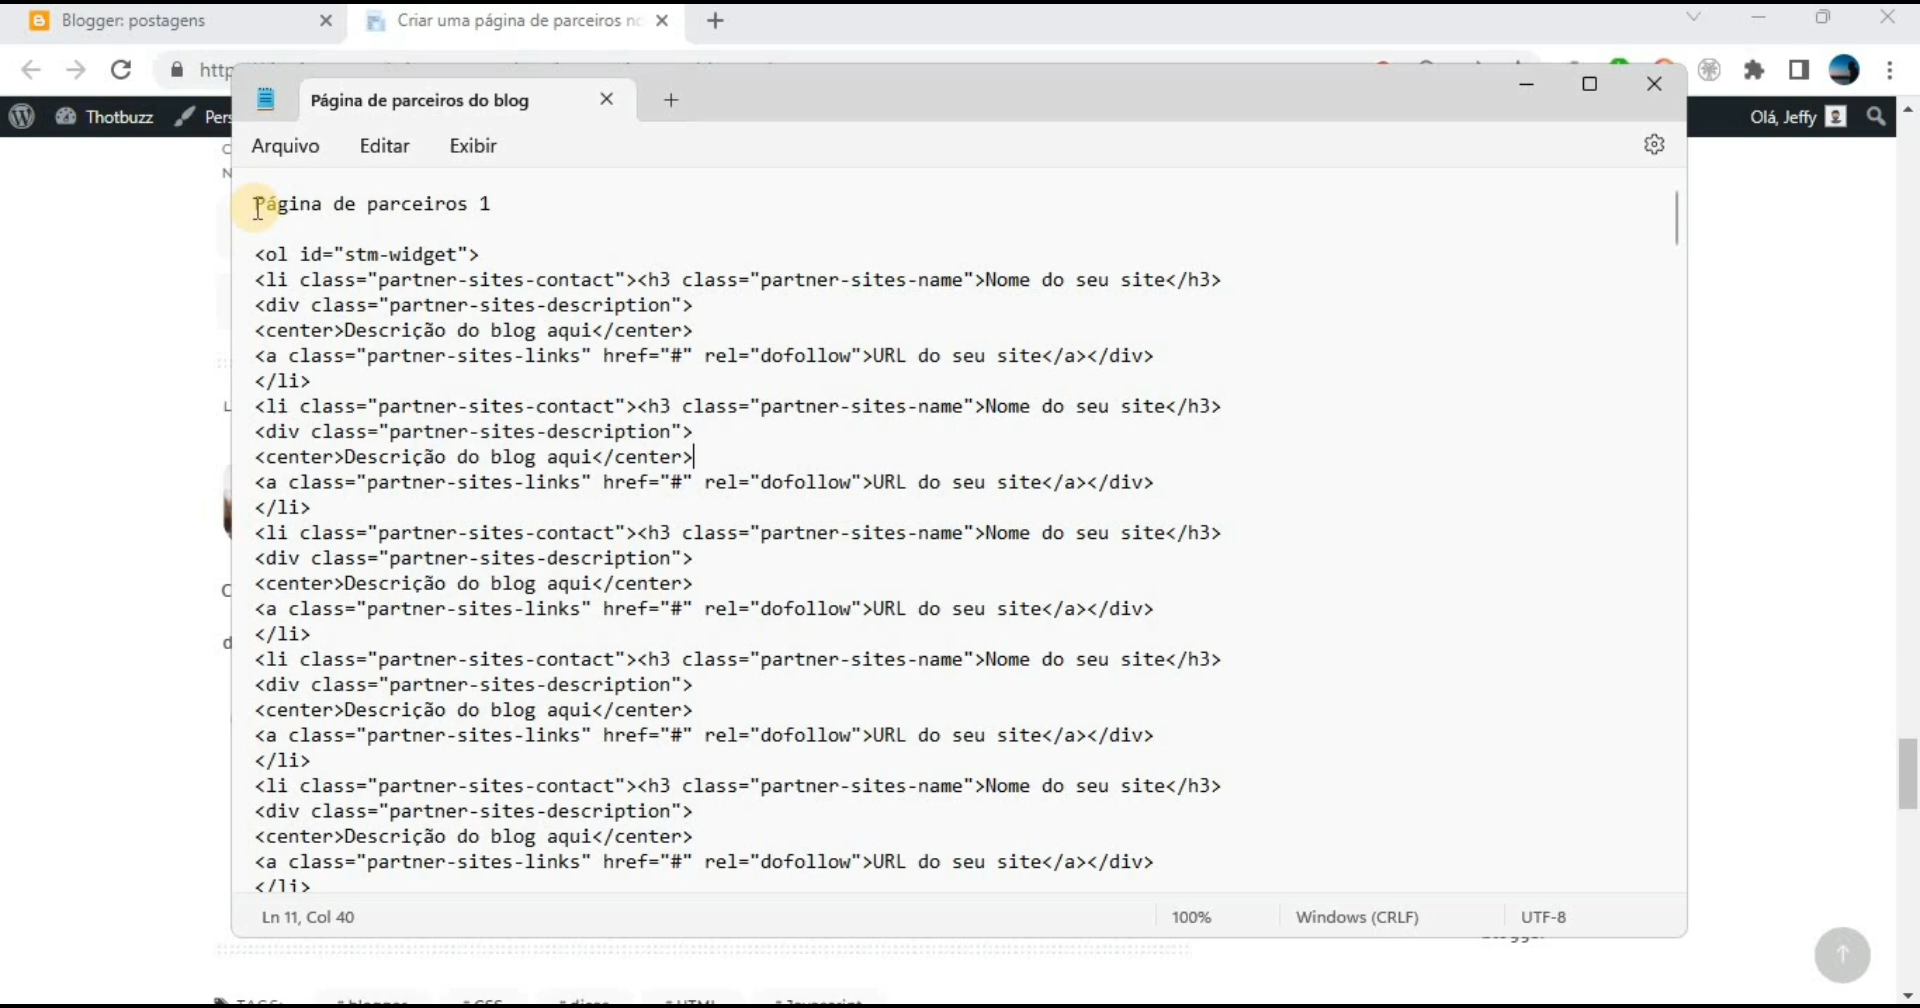 Blogger: postagens
Criar uma página de parceiros no
http
Thotbuzz
Pers
Olá, Jeffy
Página de parceiros do blog
Arquivo Editar Exibir
Página de parceiros 1
<ol id="stm-widget">
<li class="partner-sites-contact"><h3 class="partner-sites-name">Nome do seu site</h3>
<div class="partner-sites-description">
<center>Descrição do blog aqui</center>
<a class="partner-sites-links" href="#" rel="dofollow">URL do seu site</a></div>
</li>
<li class="partner-sites-contact"><h3 class="partner-sites-name">Nome do seu site</h3>
<div class="partner-sites-description">
<center>Descrição do blog aqui</center>
<a class="partner-sites-links" href="#" rel="dofollow">URL do seu site</a></div>
</li>
<li class="partner-sites-contact"><h3 class="partner-sites-name">Nome do seu site</h3>
<div class="partner-sites-description">
<center>Descrição do blog aqui</center>
<a class="partner-sites-links" href="#" rel="dofollow">URL do seu site</a></div>
</li>
<li class="partner-sites-contact"><h3 class="partner-sites-name">Nome do seu site</h3>
<div class="partner-sites-description">
<center>Descrição do blog aqui</center>
<a class="partner-sites-links" href="#" rel="dofollow">URL do seu site</a></div>
</li>
<li class="partner-sites-contact"><h3 class="partner-sites-name">Nome do seu site</h3>
<div class="partner-sites-description">
<center>Descrição do blog aqui</center>
<a class="partner-sites-links" href="#" rel="dofollow">URL do seu site</a></div>
</li>
Ln 11, Col 40 100% Windows (CRLF) UTF-8